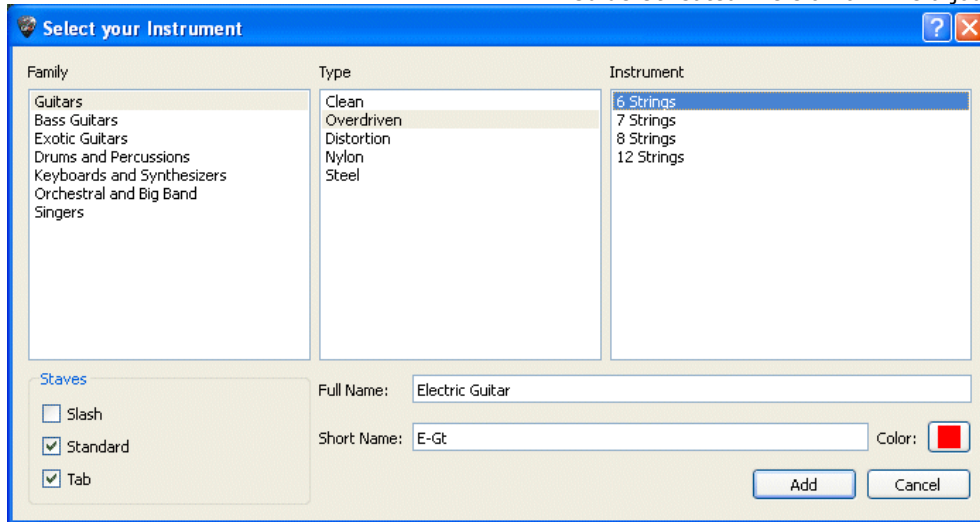 Select your Instrument
Family
Type
Instrument
Guitars
Bass Guitars
Exotic Guitars
Drums and Percussions
Keyboards and Synthesizers
Orchestral and Big Band
Singers
Clean
Overdriven
Distortion
Nylon
Steel
6 Strings
7 Strings
8 Strings
12 Strings
Staves
Slash
Standard
Tab
Full Name: Electric Guitar
Short Name: E-Gt
Color:
Add
Cancel